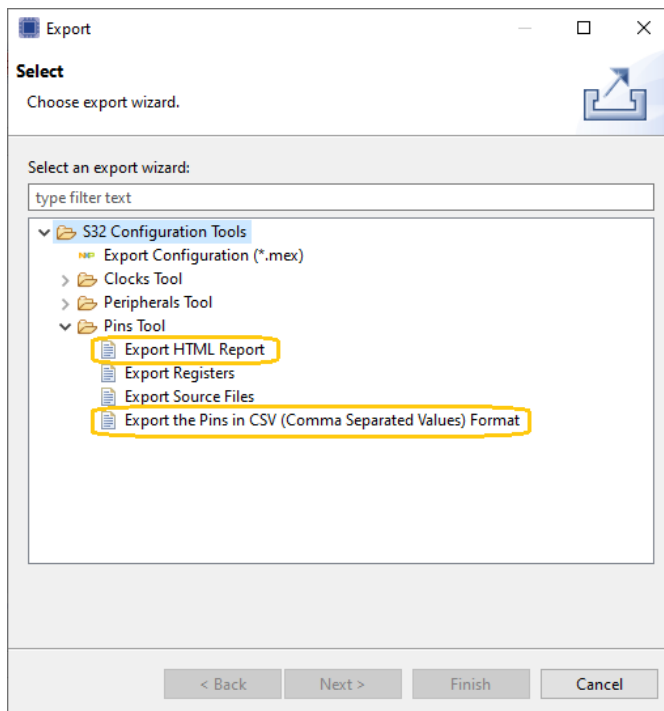 Export
Select
Choose export wizard.
Select an export wizard:
type filter text
S32 Configuration Tools
NXP Export Configuration (*.mex)
Clocks Tool
Peripherals Tool
Pins Tool
Export HTML Report
Export Registers
Export Source Files
Export the Pins in CSV (Comma Separated Values) Format
< Back Next > Finish Cancel